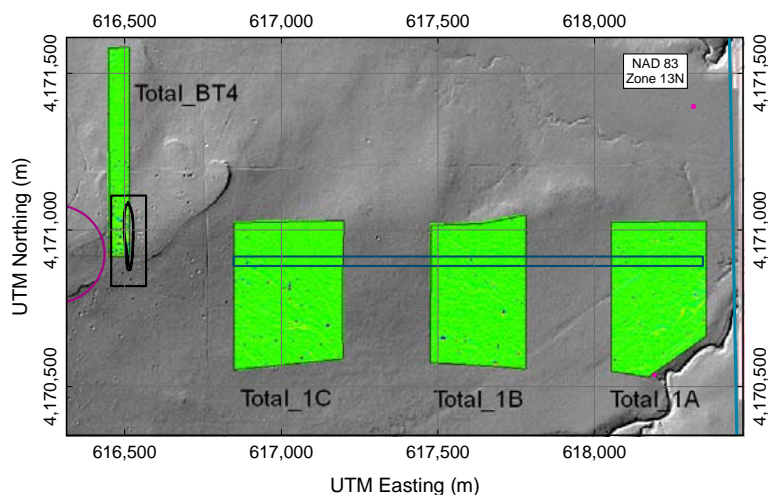 616,500 617,000 617,500 618,000
4,171,500
4,171,500
NAD 83
Zone 13N
Total_BT4
UTM Northing (m)
4,171,000
4,171,000
4,170,500
4,170,500
Total_1C Total_1B Total_1A
616,500 617,000 617,500 618,000
UTM Easting (m)